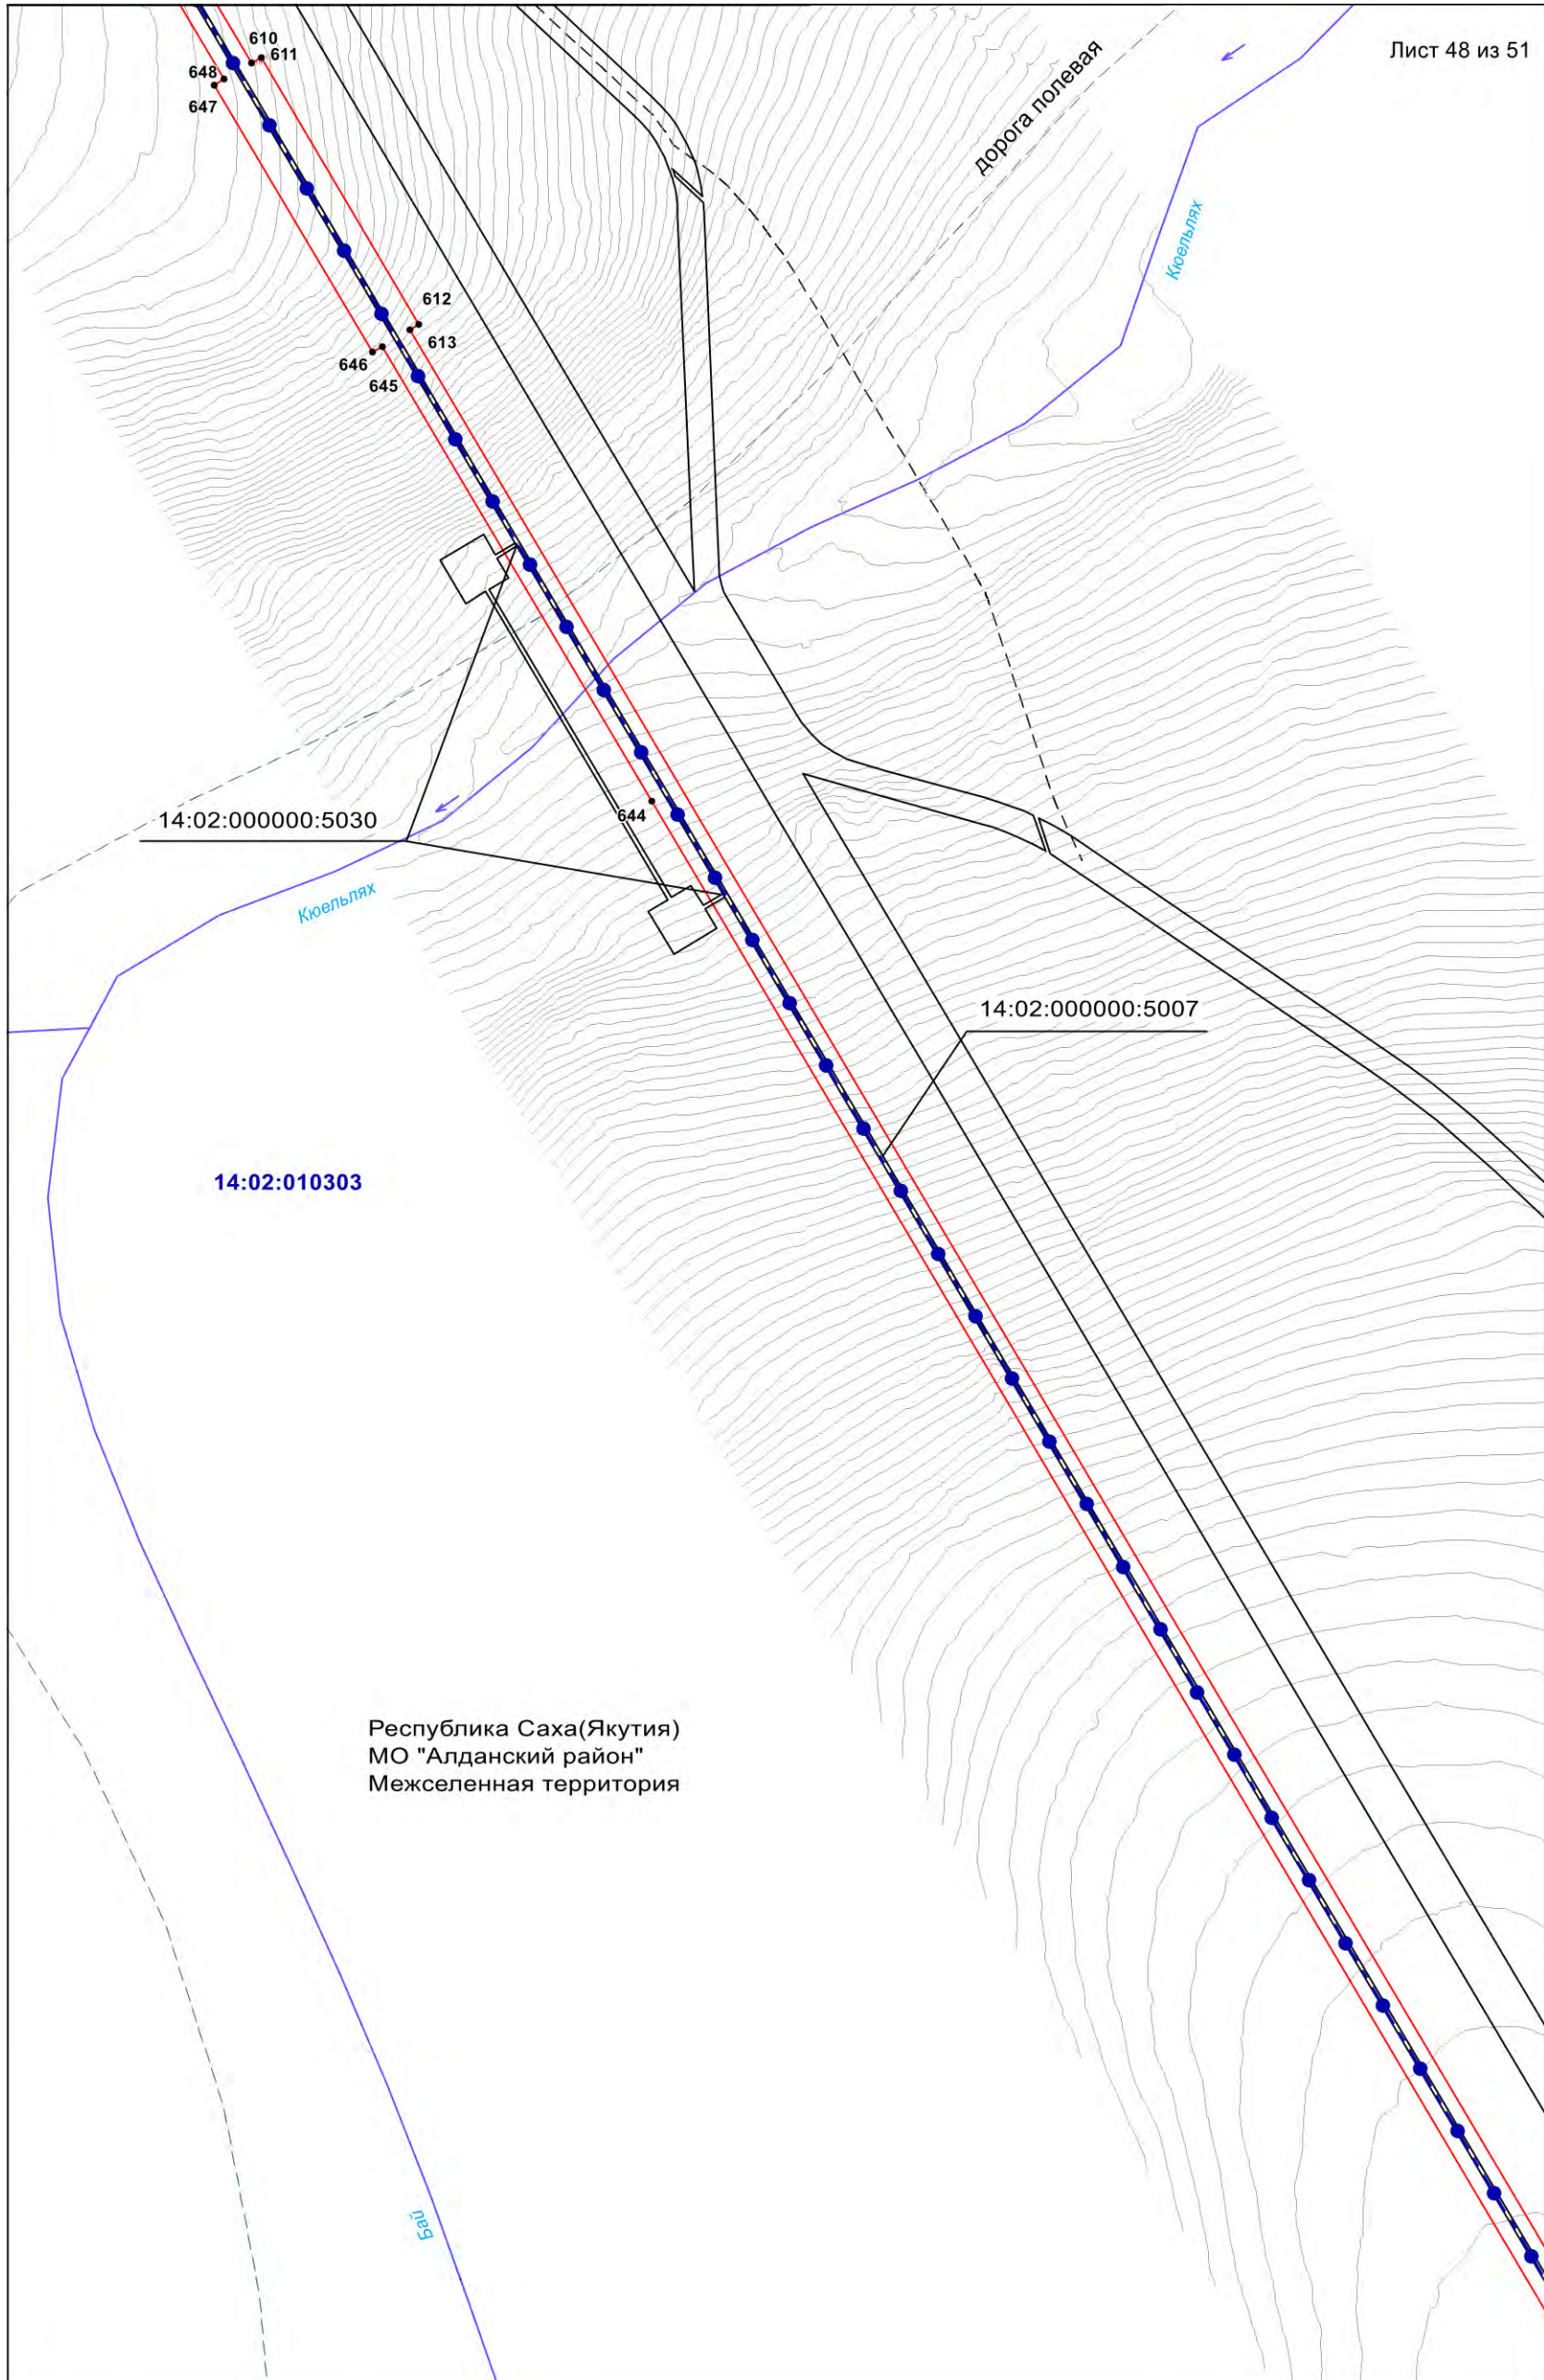 Лист 48 из 51
610
611
648
647
дорога полевая
Кюельлях
612
613
646
645
644
14:02:000000:5030
Кюельлях
14:02:000000:5007
14:02:010303
Республика Саха(Якутия)
МО "Алданский район"
Межселенная территория
Бай